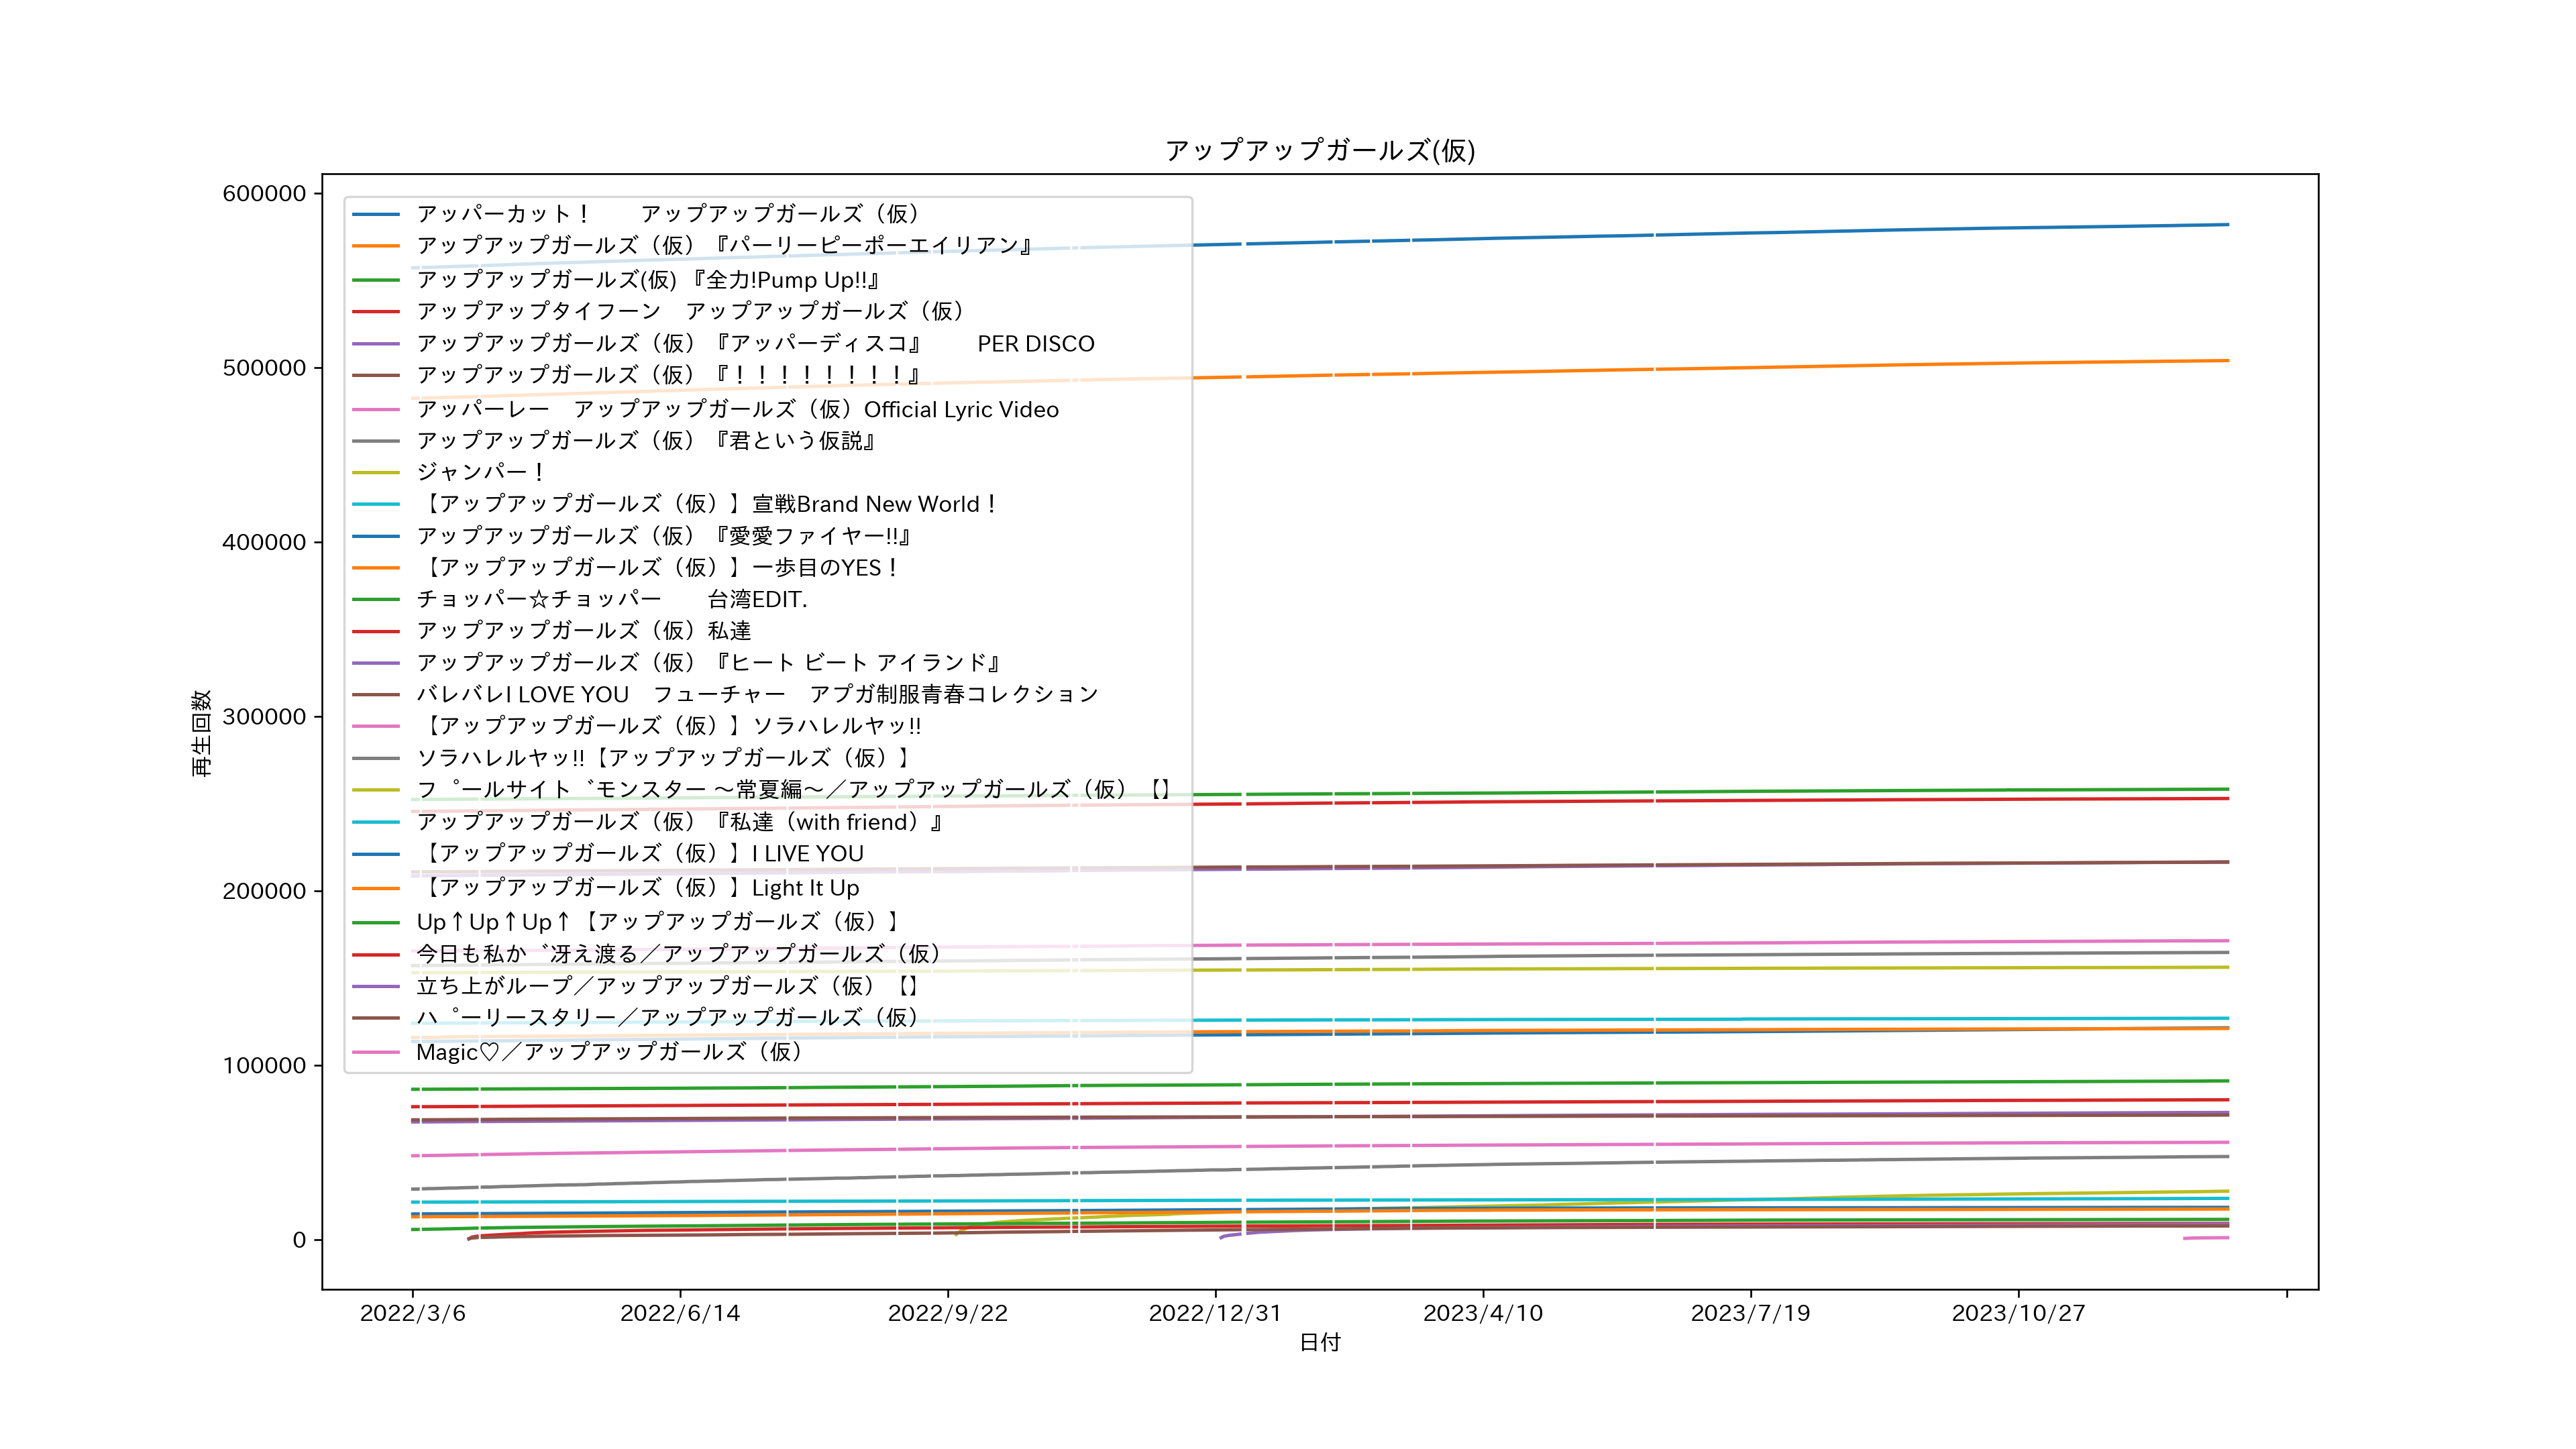 アップアップガールズ(仮)
600000
500000
400000
300000
200000
100000
0
再生回数
アッパーカット！　　アップアップガールズ（仮）
アップアップガールズ（仮）『パーリーピーポーエイリアン』
アップアップガールズ(仮) 『全力!Pump Up!!』
アップアップタイフーン　アップアップガールズ（仮）
アップアップガールズ（仮）『アッパーディスコ』　　PER DISCO
アップアップガールズ（仮）『！！！！！！！！』
アッパーレー　アップアップガールズ（仮）Official Lyric Video
アップアップガールズ（仮）『君という仮説』
ジャンパー！
【アップアップガールズ（仮）】宣戦Brand New World！
アップアップガールズ（仮）『愛愛ファイヤー!!』
【アップアップガールズ（仮）】一歩目のYES！
チョッパー☆チョッパー　　台湾EDIT.
アップアップガールズ（仮）私達
アップアップガールズ（仮）『ヒート ビート アイランド』
バレバレI LOVE YOU　フューチャー　アプガ制服青春コレクション
【アップアップガールズ（仮）】ソラハレルヤッ!!
ソラハレルヤッ!!【アップアップガールズ（仮）】
フ゜ールサイト゛モンスター ～常夏編～／アップアップガールズ（仮）【】
アップアップガールズ（仮）『私達（with friend）』
【アップアップガールズ（仮）】I LIVE YOU
【アップアップガールズ（仮）】Light It Up
Up↑Up↑Up↑【アップアップガールズ（仮）】
今日も私か゛冴え渡る／アップアップガールズ（仮）
立ち上がループ／アップアップガールズ（仮）【】
ハ゜ーリースタリー／アップアップガールズ（仮）
Magic♡／アップアップガールズ（仮）
2022/3/6
2022/6/14
2022/9/22
2022/12/31
2023/4/10
2023/7/19
2023/10/27
日付